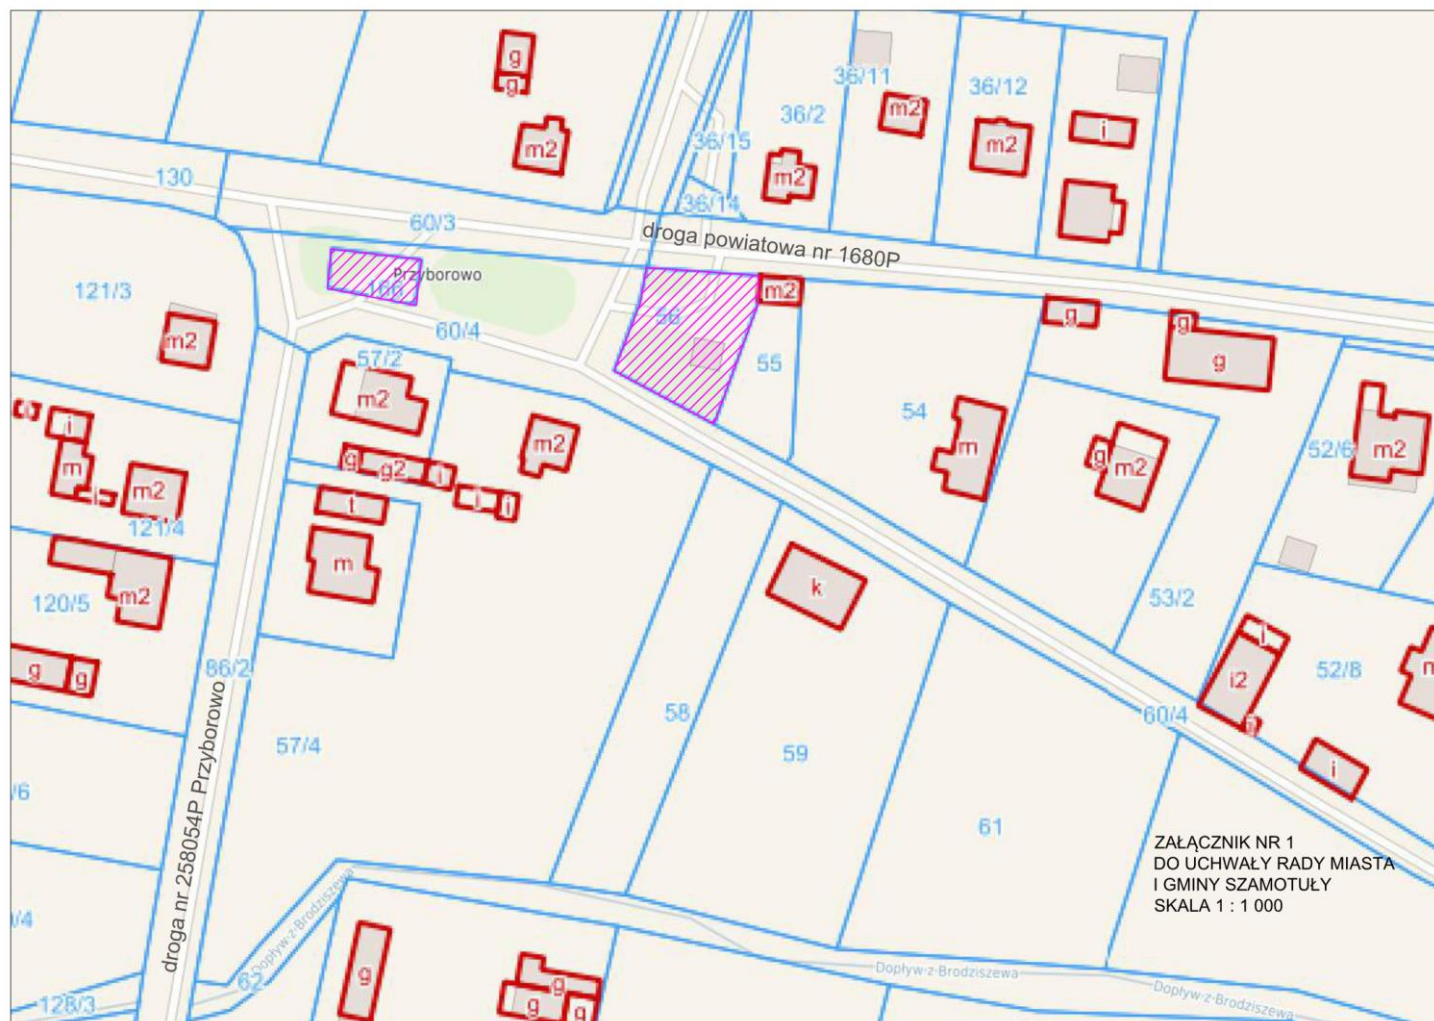 g
g
m2
36/11
36/12
36/2
m2
i
m2
36/15
m2
36/14
130
60/3
droga powiatowa nr 1680P
Przyborowo
166
121/3
m2
56
m2
g
g
g
60/4
57/2
55
m2
54
m2
m
g
m2
52/6
m2
i
m
i
m2
121/4
g
g2
i
i
i
t
m
k
53/2
120/5
m2
g
g
86/2
droga nr 258054P Przyborowo
57/4
58
59
60/4
i
i2
52/8
i
61
/6
/4
ZAŁĄCZNIK NR 1
DO UCHWAŁY RADY MIASTA
I GMINY SZAMOTUŁY
SKALA 1 : 1 000
Dopływ z Brodziszewa
62
128/3
g
g
g
g
Dopływ z Brodziszewa
Dopływ z Brodziszewa